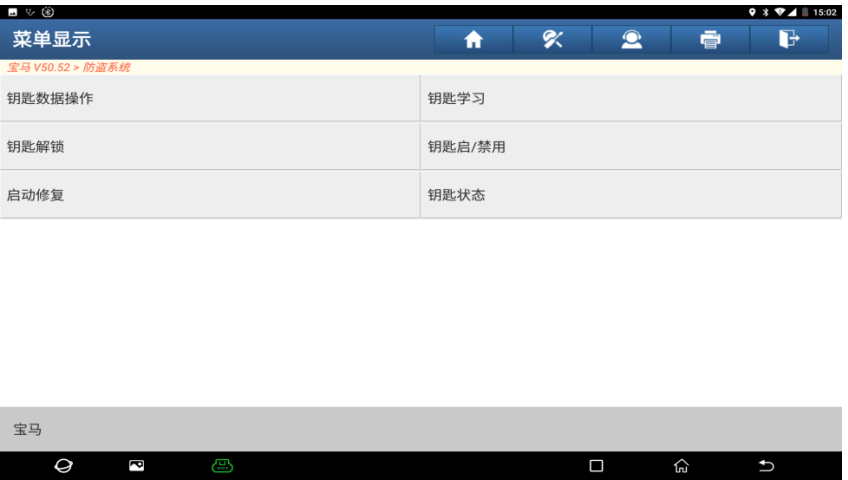 15:02
菜单显示
宝马 V50.52 > 防盗系统
钥匙数据操作
钥匙学习
钥匙解锁
钥匙启/禁用
启动修复
钥匙状态
宝马